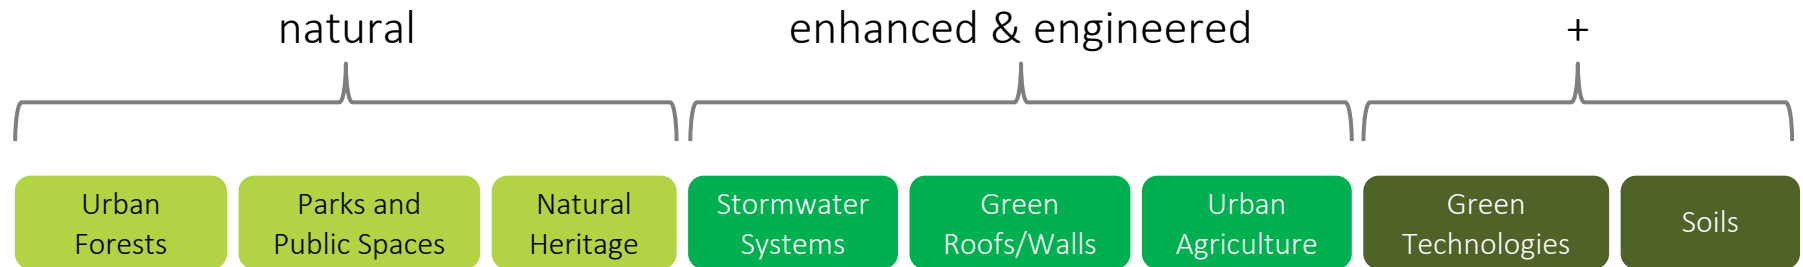 natural
enhanced & engineered
+
Urban
Forests
Parks and
Public Spaces
Natural
Heritage
Stormwater
Systems
Green
Roofs/Walls
Urban
Agriculture
Green
Technologies
Soils